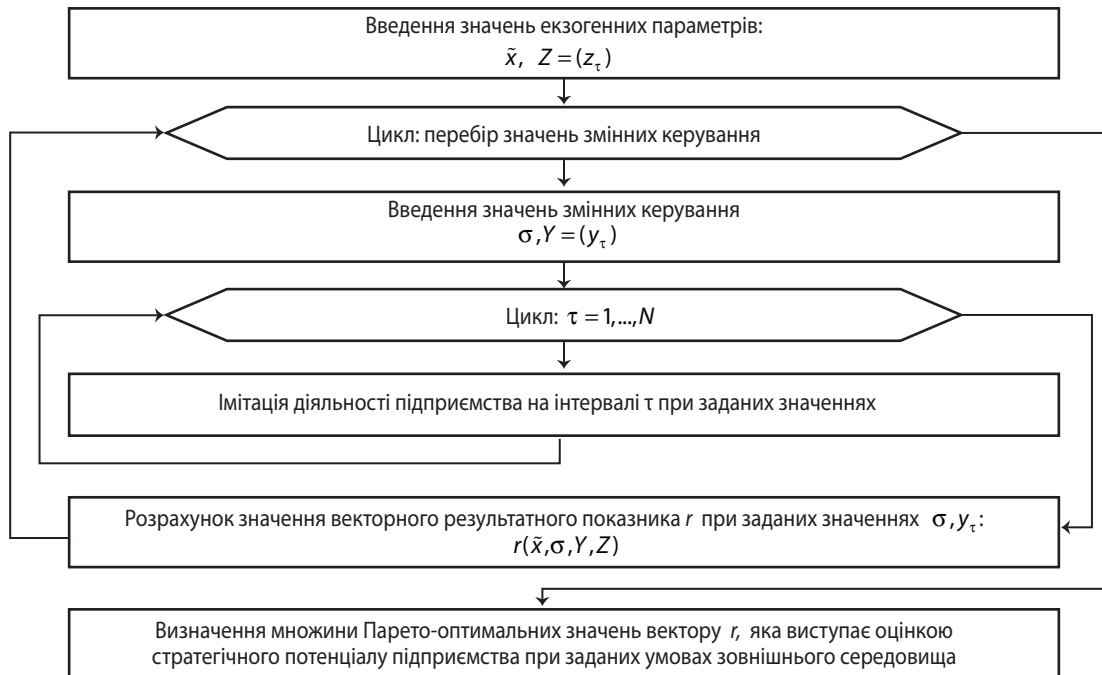 Введення значень екзогенних параметрів:
x̃, Z = (z_τ)
Цикл: перебір значень змінних керування
Введення значень змінних керування
σ,Y = (y_τ)
Цикл: τ = 1,...,N
Імітація діяльності підприємства на інтервалі τ при заданих значеннях
Розрахунок значення векторного результатного показника r при заданих значеннях σ,y_τ:
r(x̃,σ,Y,Z)
Визначення множини Парето-оптимальних значень вектору r, яка виступає оцінкою
стратегічного потенціалу підприємства при заданих умовах зовнішнього середовища